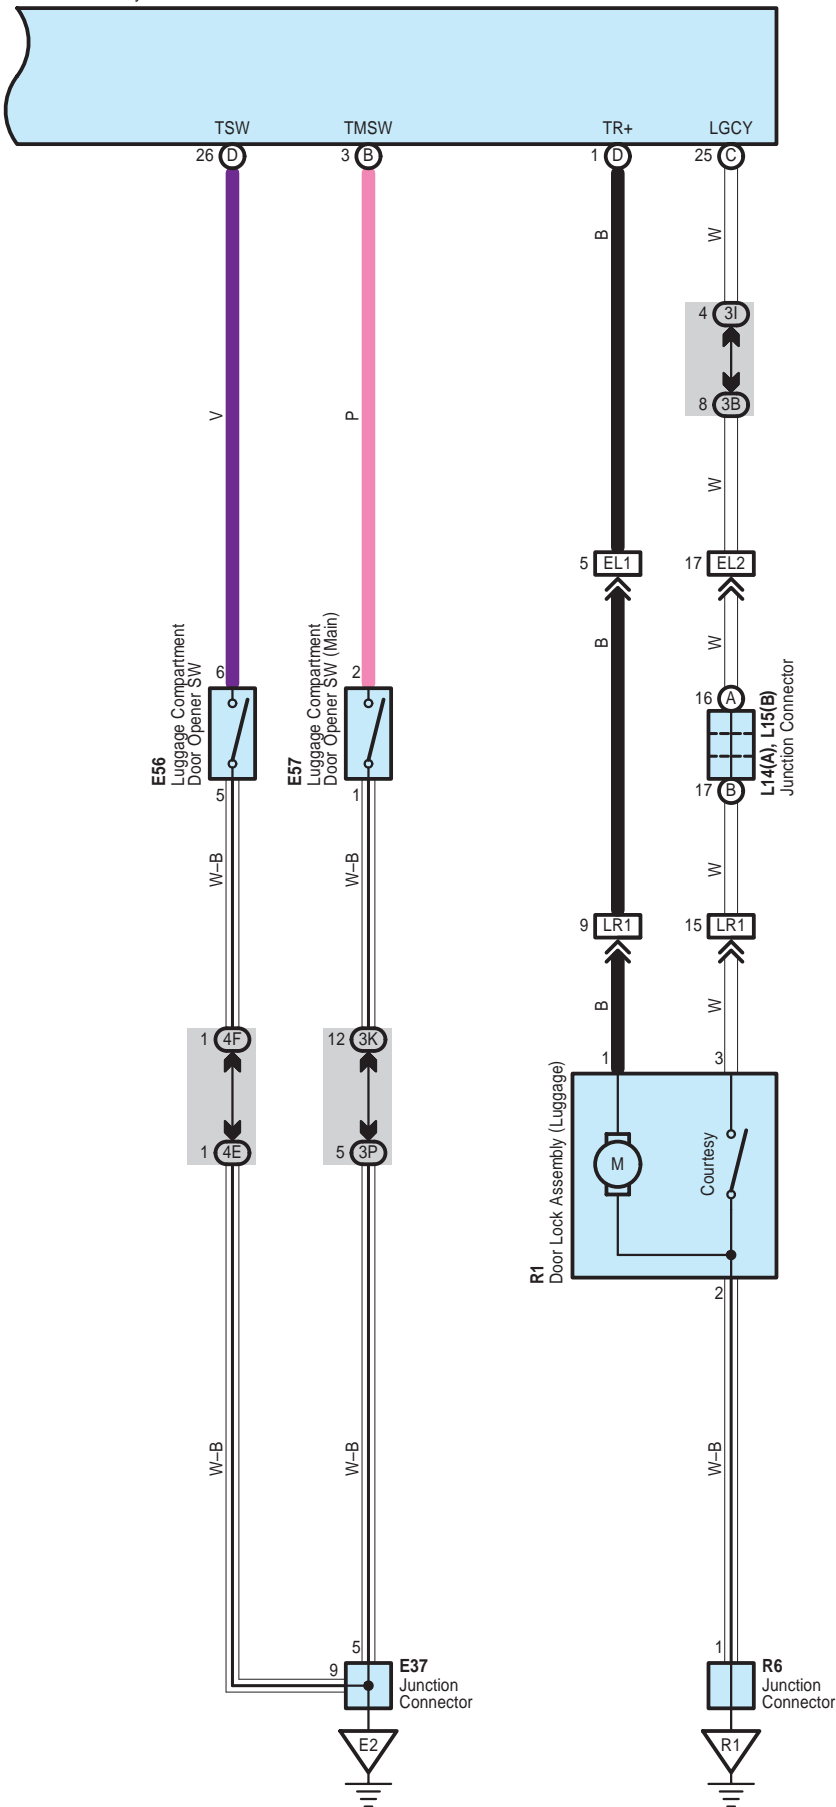 TSW TMSW TR+ LGCY
26 D 3 B 1 D 25 C
B W
4 3I
V P
8 3B
W
5 EL1 17 EL2
B W
6 2
E56
Luggage Compartment
Door Opener SW
E57
Luggage Compartment
Door Opener SW (Main)
16 A
L14(A), L15(B)
Junction Connector
17 B
5 1
W–B W–B W
9 LR1 15 LR1
B W
1 4F 12 3K
1 3
1 4E 5 3P
M Courtesy
R1
Door Lock Assembly (Luggage)
2
W–B W–B W–B
5 1
9
E37
Junction
Connector
R6
Junction
Connector
E2 R1